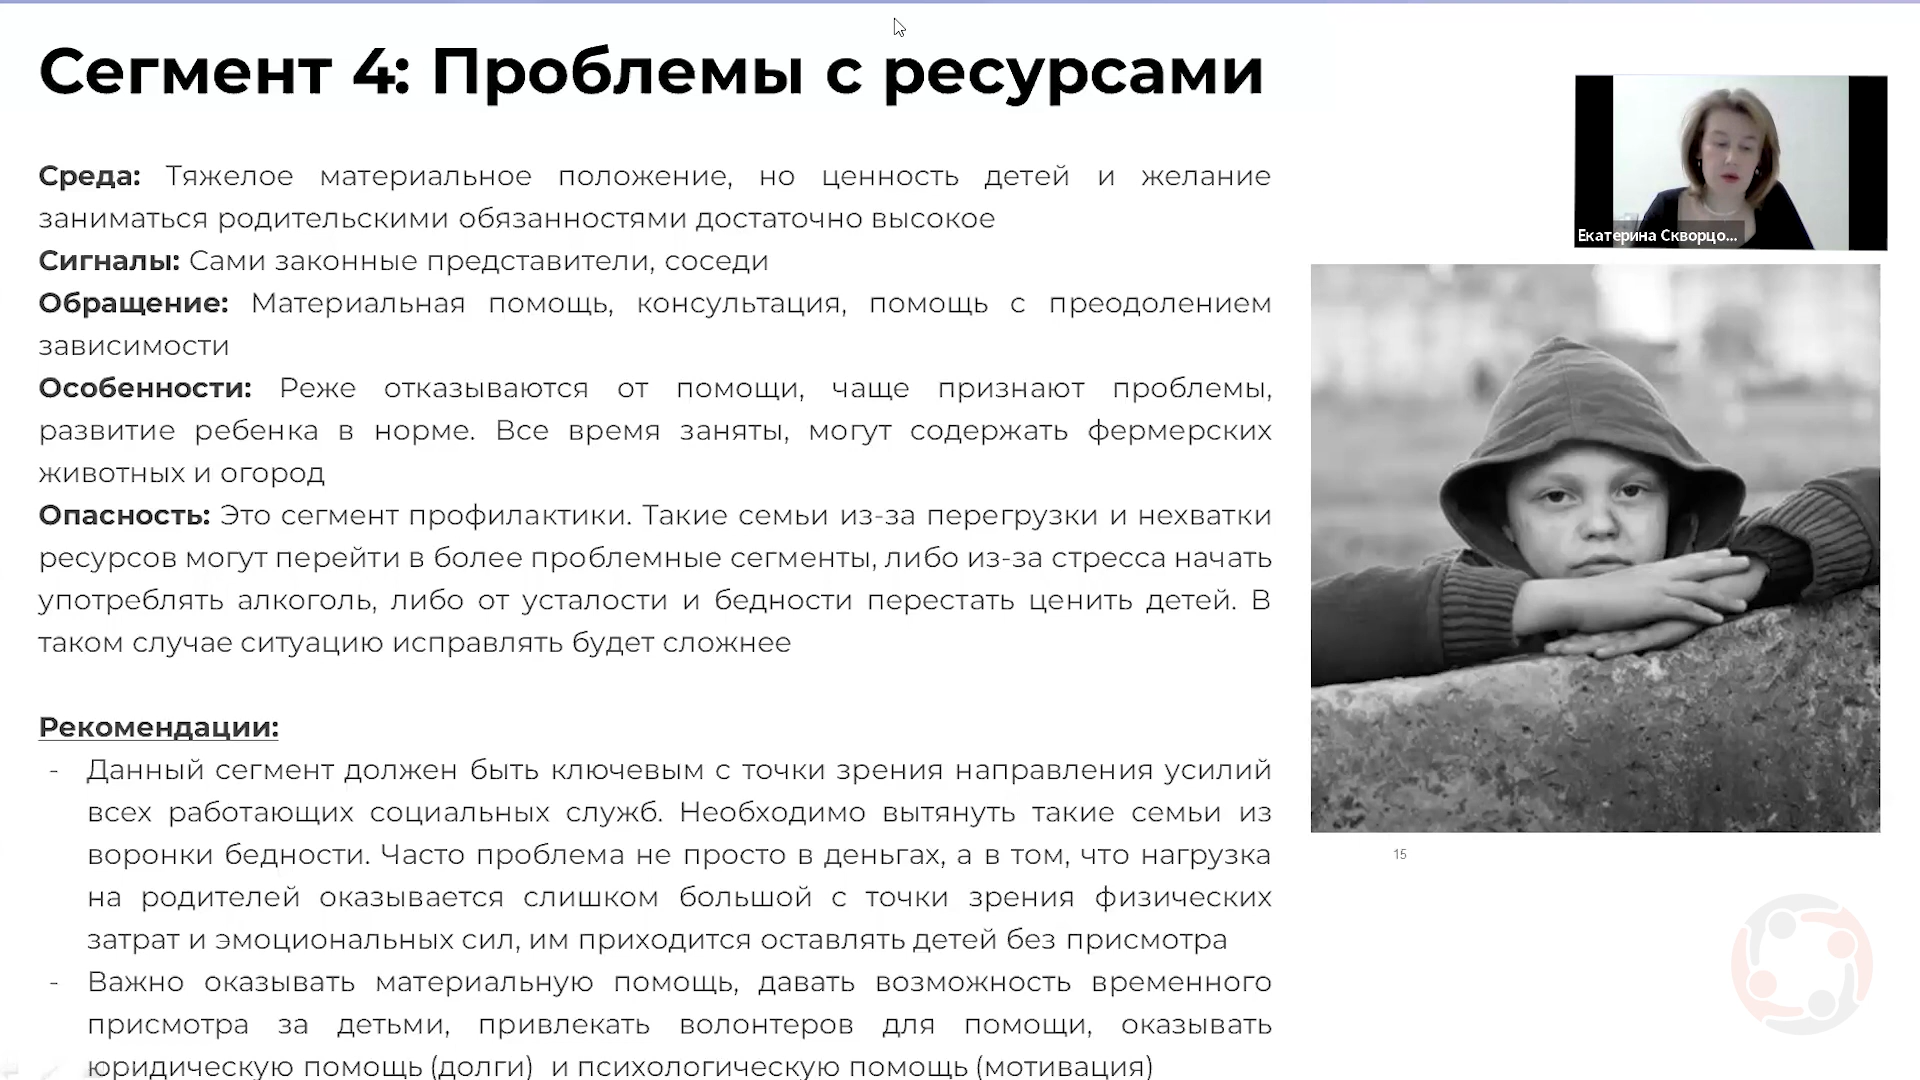 Сегмент 4: Проблемы с ресурсами
Екатерина Скворцо...
Среда: Тяжелое материальное положение, но ценность детей и желание
заниматься родительскими обязанностями достаточно высокое
Сигналы: Сами законные представители, соседи
Обращение: Материальная помощь, консультация, помощь с преодолением
зависимости
Особенности: Реже отказываются от помощи, чаще признают проблемы,
развитие ребенка в норме. Все время заняты, могут содержать фермерских
животных и огород
Опасность: Это сегмент профилактики. Такие семьи из-за перегрузки и нехватки
ресурсов могут перейти в более проблемные сегменты, либо из-за стресса начать
употреблять алкоголь, либо от усталости и бедности перестать ценить детей. В
таком случае ситуацию исправлять будет сложнее
Рекомендации:
- Данный сегмент должен быть ключевым с точки зрения направления усилий
всех работающих социальных служб. Необходимо вытянуть такие семьи из
воронки бедности. Часто проблема не просто в деньгах, а в том, что нагрузка
на родителей оказывается слишком большой с точки зрения физических
затрат и эмоциональных сил, им приходится оставлять детей без присмотра
- Важно оказывать материальную помощь, давать возможность временного
присмотра за детьми, привлекать волонтеров для помощи, оказывать
юридическую помощь (долги) и психологическую помощь (мотивация)
15